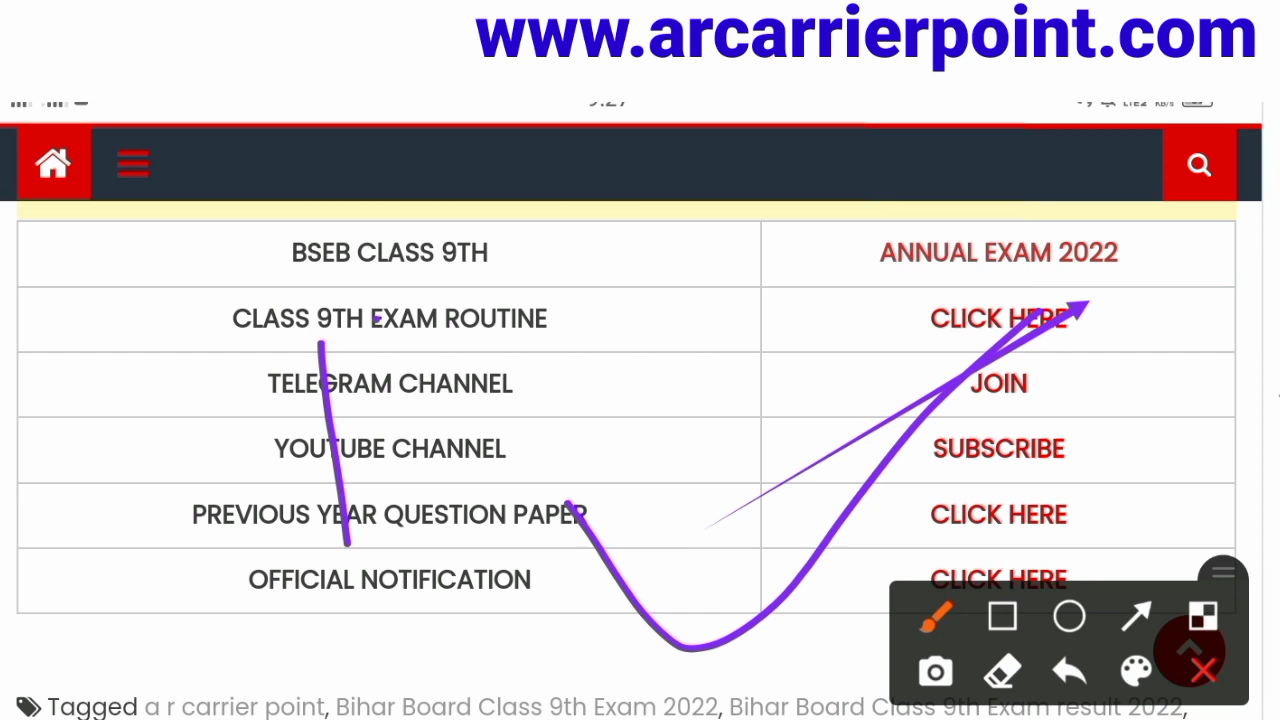 www.arcarrierpoint.com
9:27
BSEB CLASS 9TH ANNUAL EXAM 2022
CLASS 9TH EXAM ROUTINE CLICK HERE
TELEGRAM CHANNEL JOIN
YOUTUBE CHANNEL SUBSCRIBE
PREVIOUS YEAR QUESTION PAPER CLICK HERE
OFFICIAL NOTIFICATION CLICK HERE
Tagged a r carrier point, Bihar Board Class 9th Exam 2022, Bihar Board Class 9th Exam result 2022,